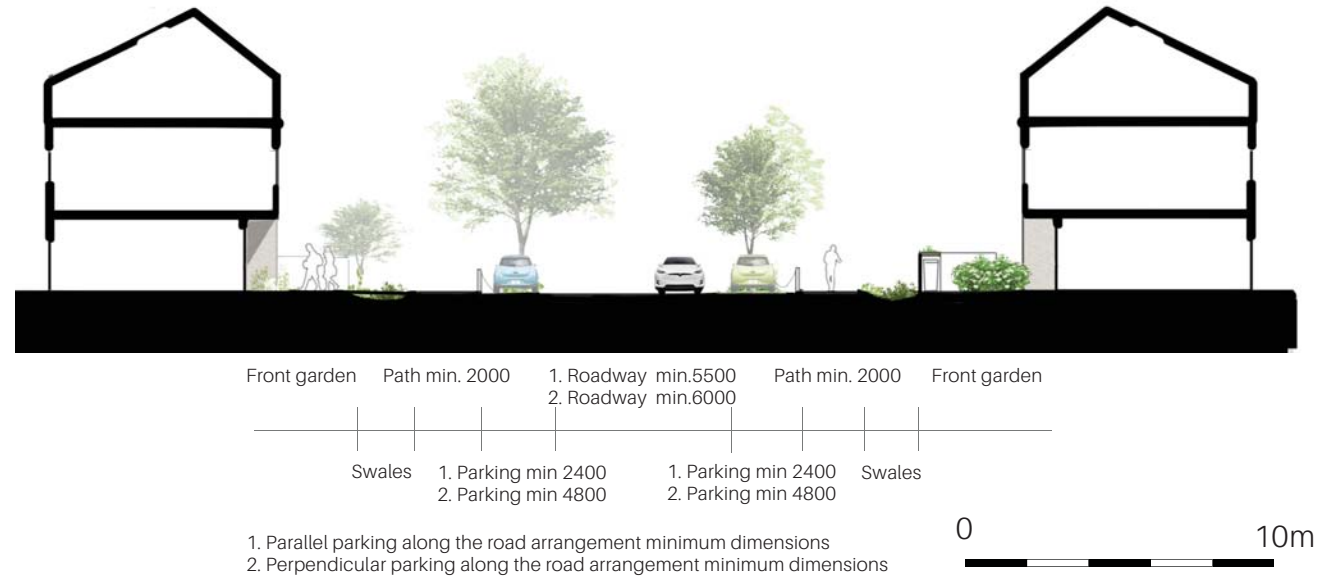 Front garden
Path min. 2000
1. Roadway min.5500
2. Roadway min.6000
Path min. 2000
Front garden
Swales
1. Parking min 2400
2. Parking min 4800
1. Parking min 2400
2. Parking min 4800
Swales
1. Parallel parking along the road arrangement minimum dimensions
2. Perpendicular parking along the road arrangement minimum dimensions
0
10m